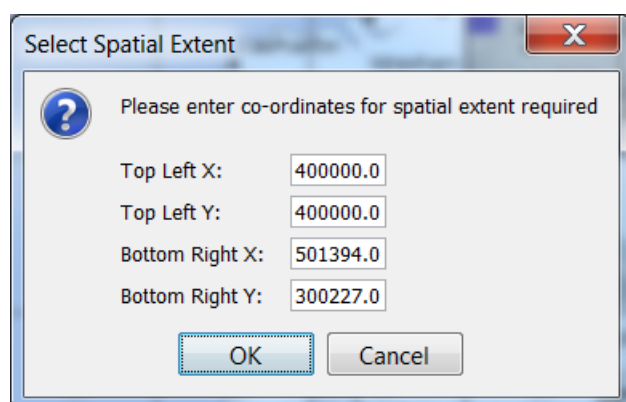 Select Spatial Extent
X
?
Please enter co-ordinates for spatial extent required
Top Left X: 400000.0
Top Left Y: 400000.0
Bottom Right X: 501394.0
Bottom Right Y: 300227.0
OK Cancel